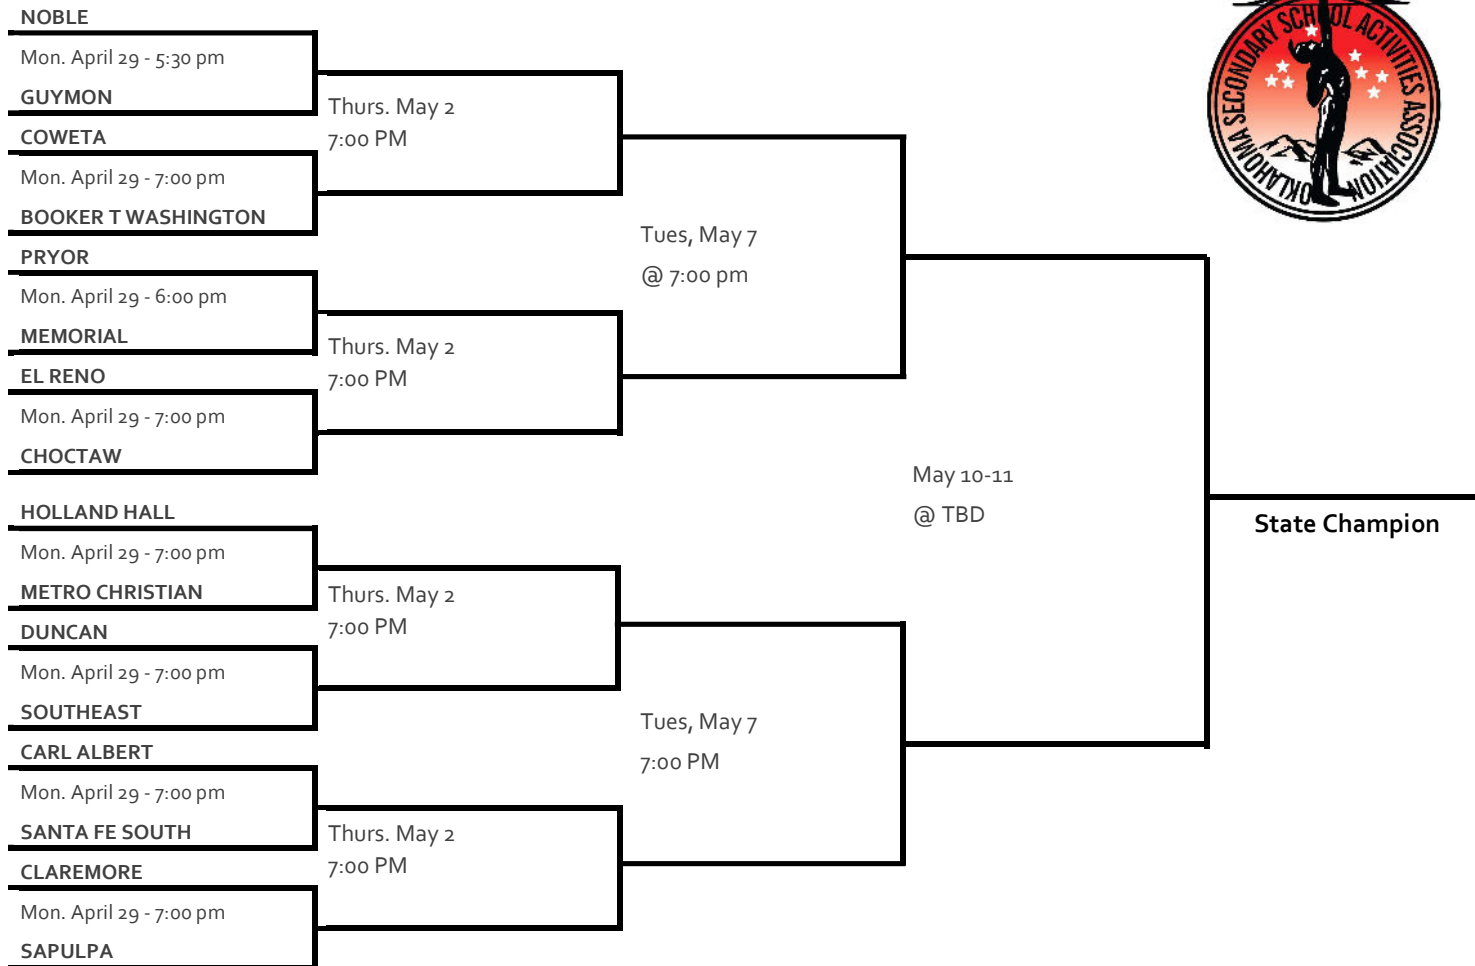 NOBLE
Mon. April 29 - 5:30 pm
GUYMON
Thurs. May 2
7:00 PM
COWETA
Mon. April 29 - 7:00 pm
BOOKER T WASHINGTON
Tues, May 7
@ 7:00 pm
PRYOR
Mon. April 29 - 6:00 pm
MEMORIAL
Thurs. May 2
7:00 PM
EL RENO
Mon. April 29 - 7:00 pm
CHOCTAW
May 10-11
@ TBD
State Champion
HOLLAND HALL
Mon. April 29 - 7:00 pm
METRO CHRISTIAN
Thurs. May 2
7:00 PM
DUNCAN
Mon. April 29 - 7:00 pm
SOUTHEAST
Tues, May 7
7:00 PM
CARL ALBERT
Mon. April 29 - 7:00 pm
SANTA FE SOUTH
Thurs. May 2
7:00 PM
CLAREMORE
Mon. April 29 - 7:00 pm
SAPULPA
OKLAHOMA SECONDARY SCHOOL ACTIVITIES ASSOCIATION